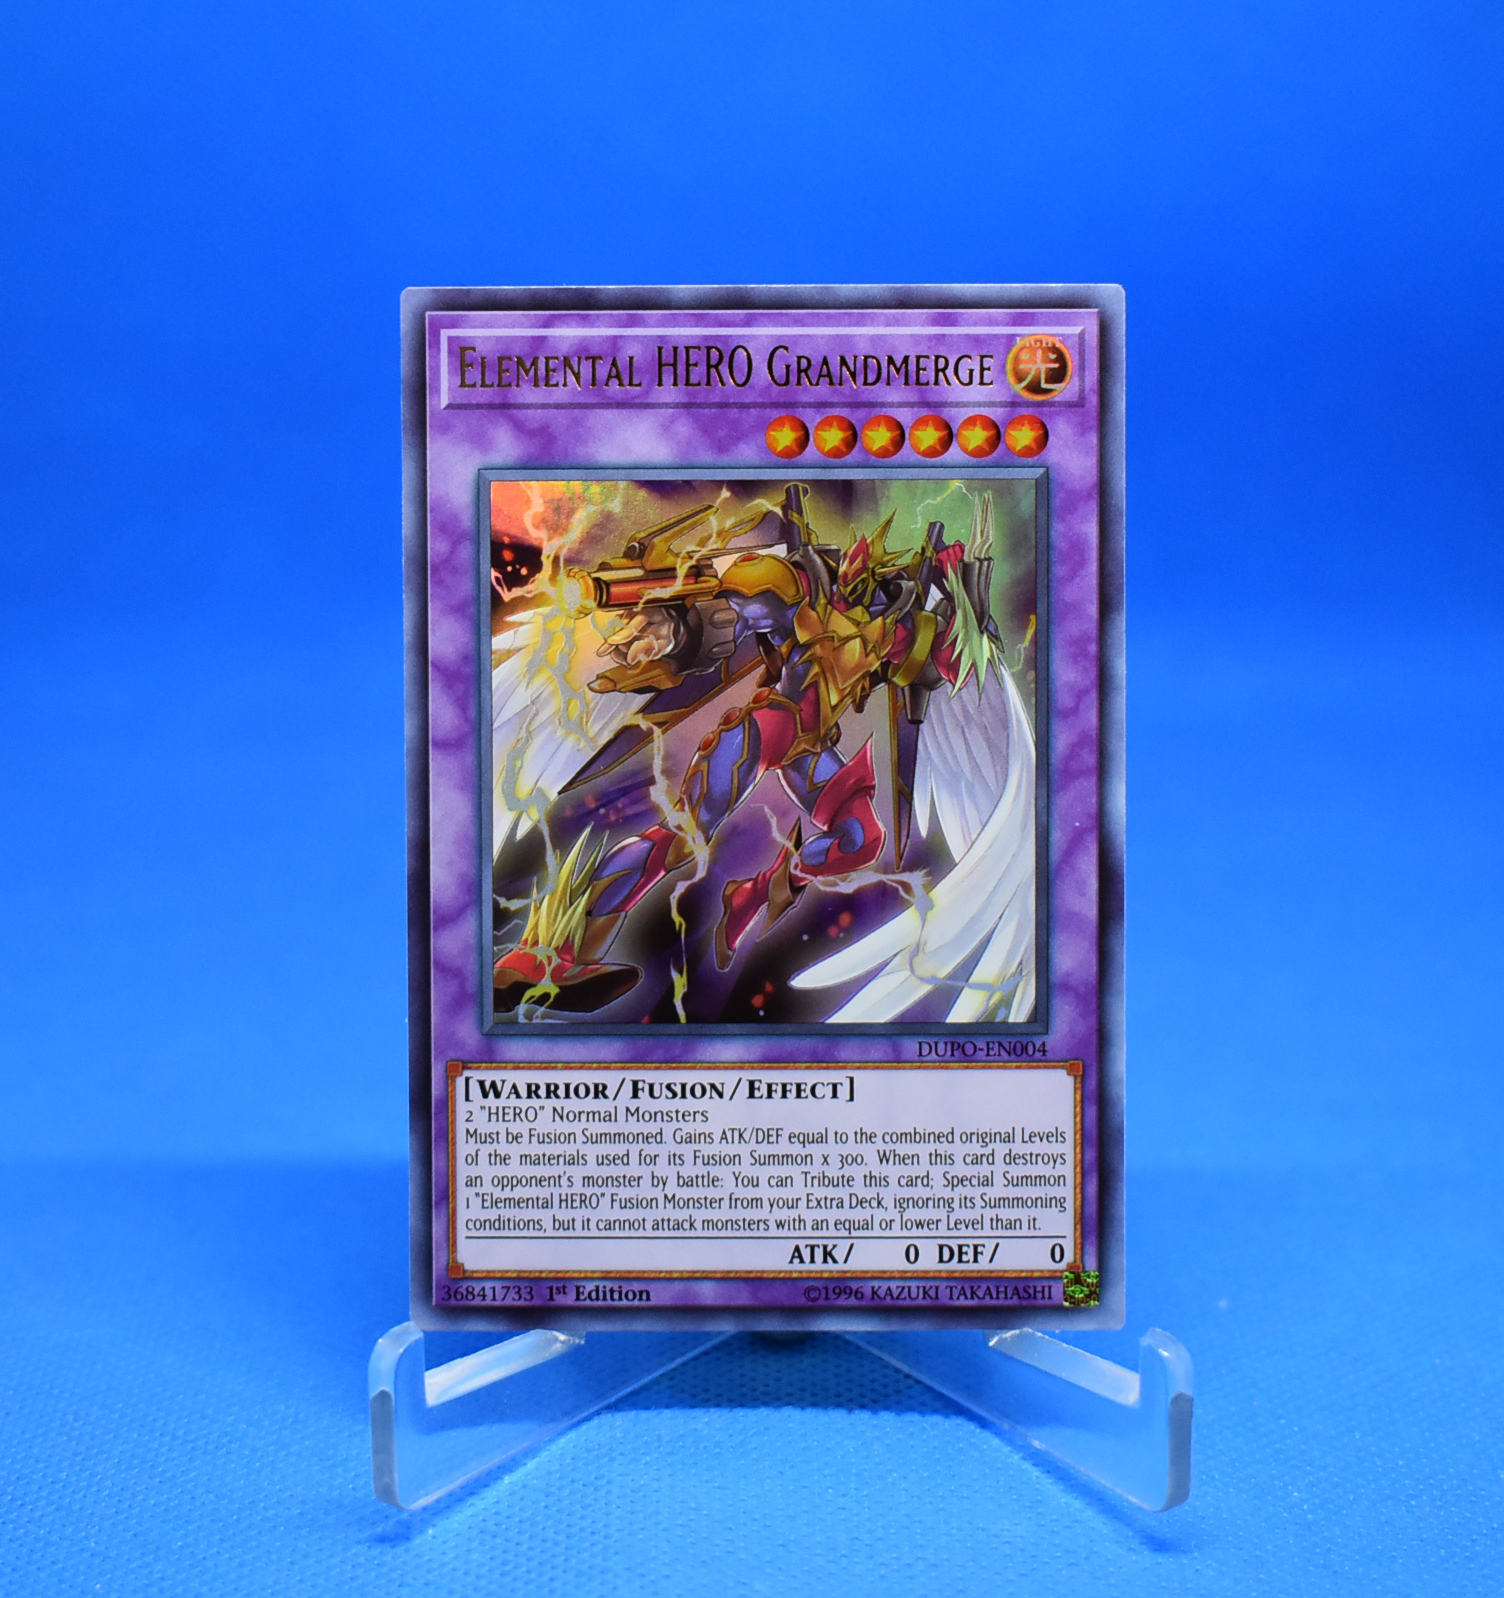 ELEMENTAL HERO GRANDMERGE
LIGHT
光
DUPO-EN004
[WARRIOR/FUSION/EFFECT]
2 "HERO" Normal Monsters
Must be Fusion Summoned. Gains ATK/DEF equal to the combined original Levels
of the materials used for its Fusion Summon x 300. When this card destroys
an opponent's monster by battle: You can Tribute this card; Special Summon
1 "Elemental HERO" Fusion Monster from your Extra Deck, ignoring its Summoning
conditions, but it cannot attack monsters with an equal or lower Level than it.
ATK/ 0 DEF/ 0
36841733 1st Edition ©1996 KAZUKI TAKAHASHI